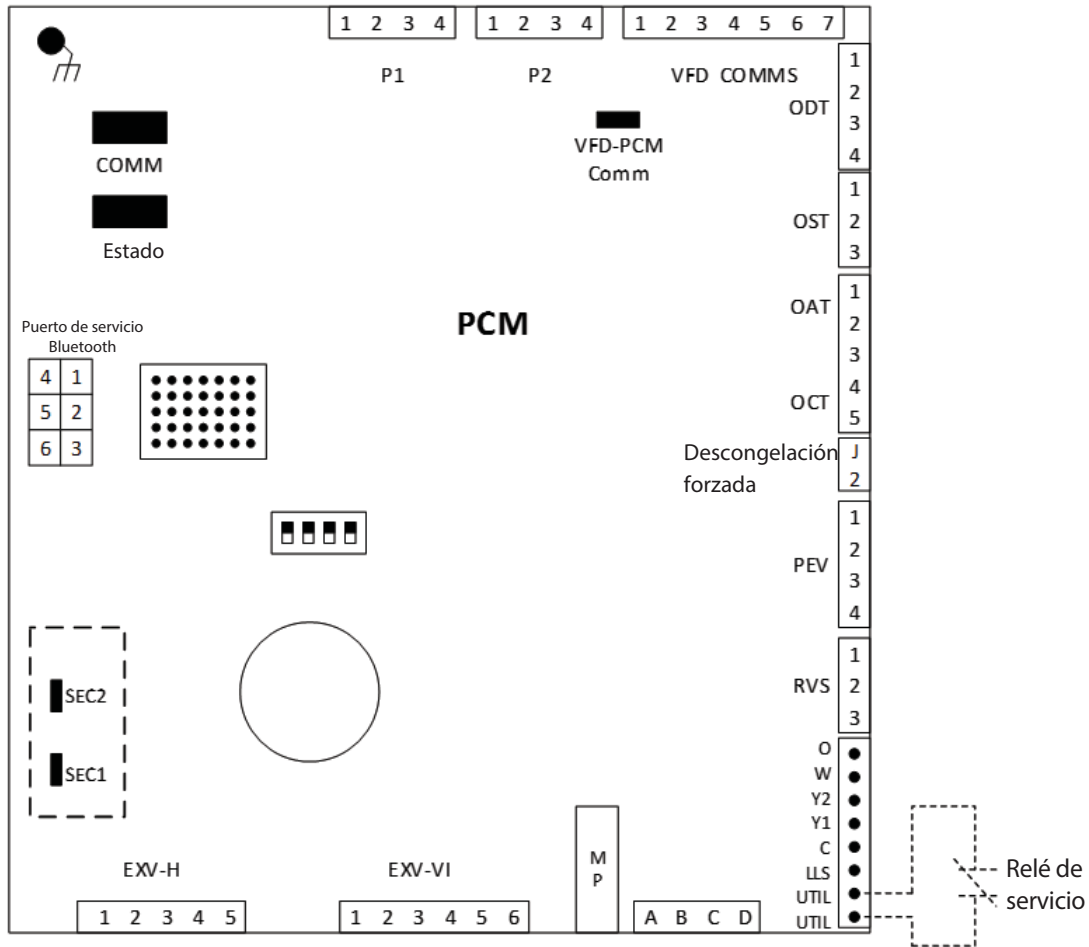 1 2 3 4
1 2 3 4
1 2 3 4 5 6 7
P1
P2
VFD COMMS
ODT
1
2
3
4
COMM
VFD-PCM
Comm
Estado
OST
1
2
3
PCM
OAT
OCT
1
2
3
4
5
Puerto de servicio
Bluetooth
4 1
5 2
6 3
Descongelación
forzada
J
2
PEV
1
2
3
4
RVS
1
2
3
SEC2
SEC1
O
W
Y2
Y1
C
LLS
UTIL
UTIL
Relé de
servicio
EXV-H
1 2 3 4 5
EXV-VI
1 2 3 4 5 6
M
P
A B C D